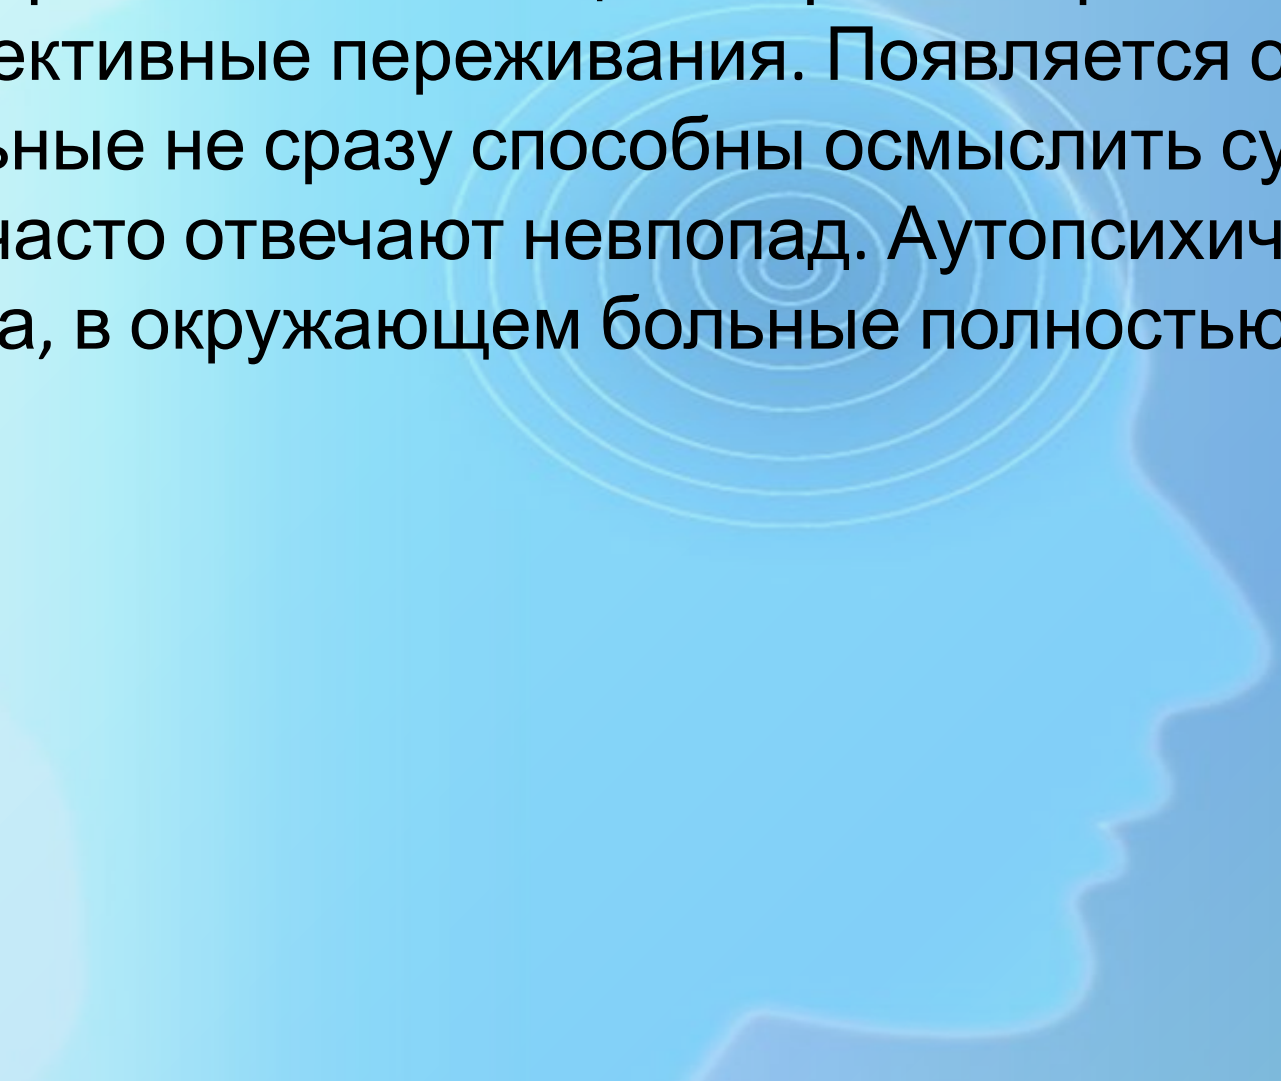 ективные переживания. Появляется
ьные не сразу способны осмыслить су
часто отвечают невпопад. Аутопсихич
а, в окружающем больные полностью